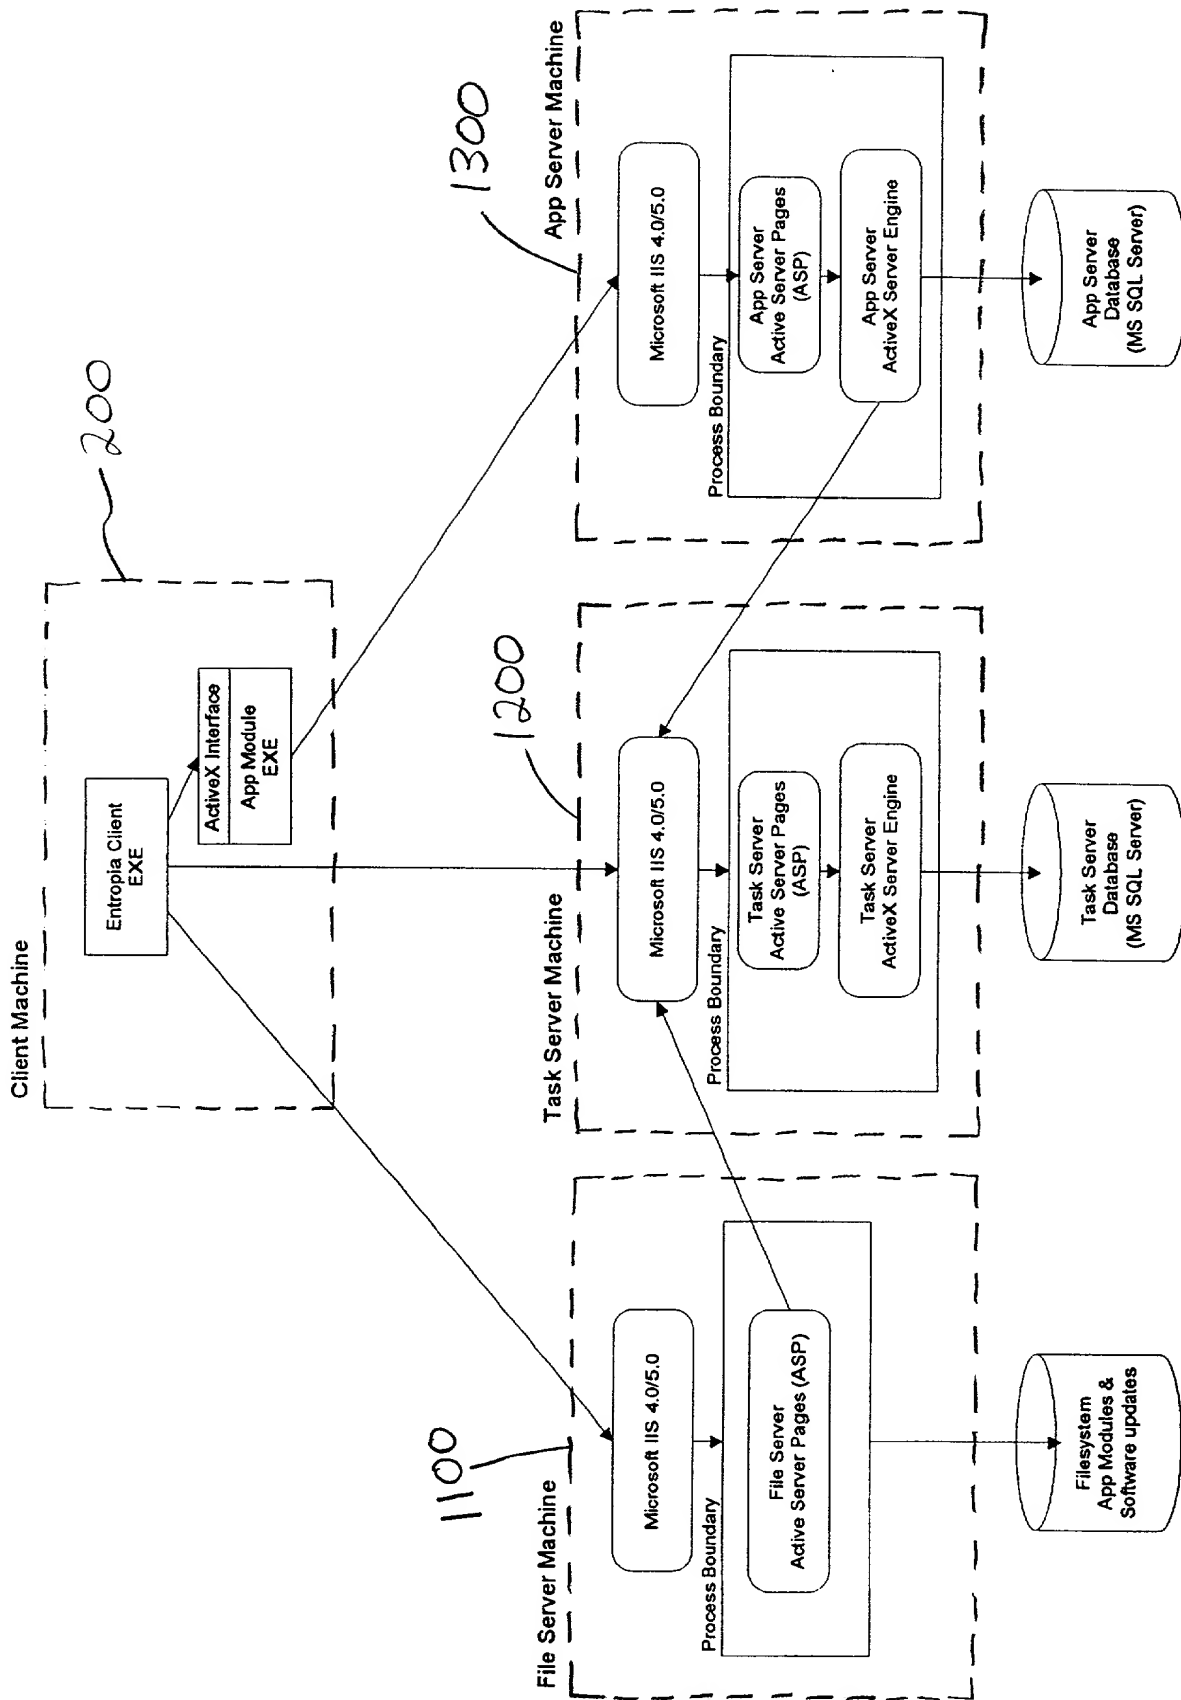 Client Machine
200
Entropia Client
EXE
ActiveX Interface
App Module
EXE
File Server Machine
1100
Microsoft IIS 4.0/5.0
Process Boundary
File Server
Active Server Pages (ASP)
Filesystem
App Modules &
Software updates
Task Server Machine
1200
Microsoft IIS 4.0/5.0
Process Boundary
Task Server
Active Server Pages
(ASP)
Task Server
ActiveX Server Engine
Task Server
Database
(MS SQL Server)
App Server Machine
1300
Microsoft IIS 4.0/5.0
Process Boundary
App Server
Active Server Pages
(ASP)
App Server
ActiveX Server Engine
App Server
Database
(MS SQL Server)